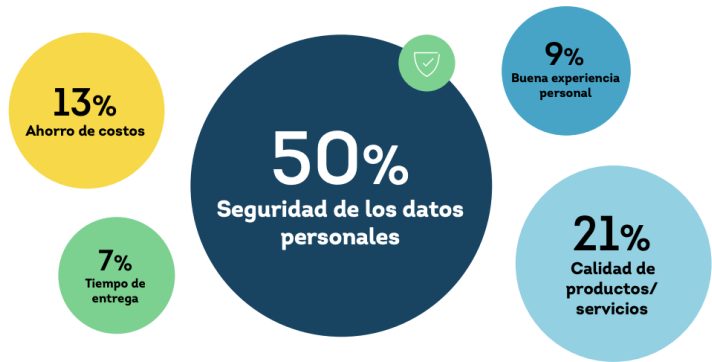 13%
Ahorro de costos
7%
Tiempo de
entrega
50%
Seguridad de los datos
personales
9%
Buena experiencia
personal
21%
Calidad de
productos/
servicios